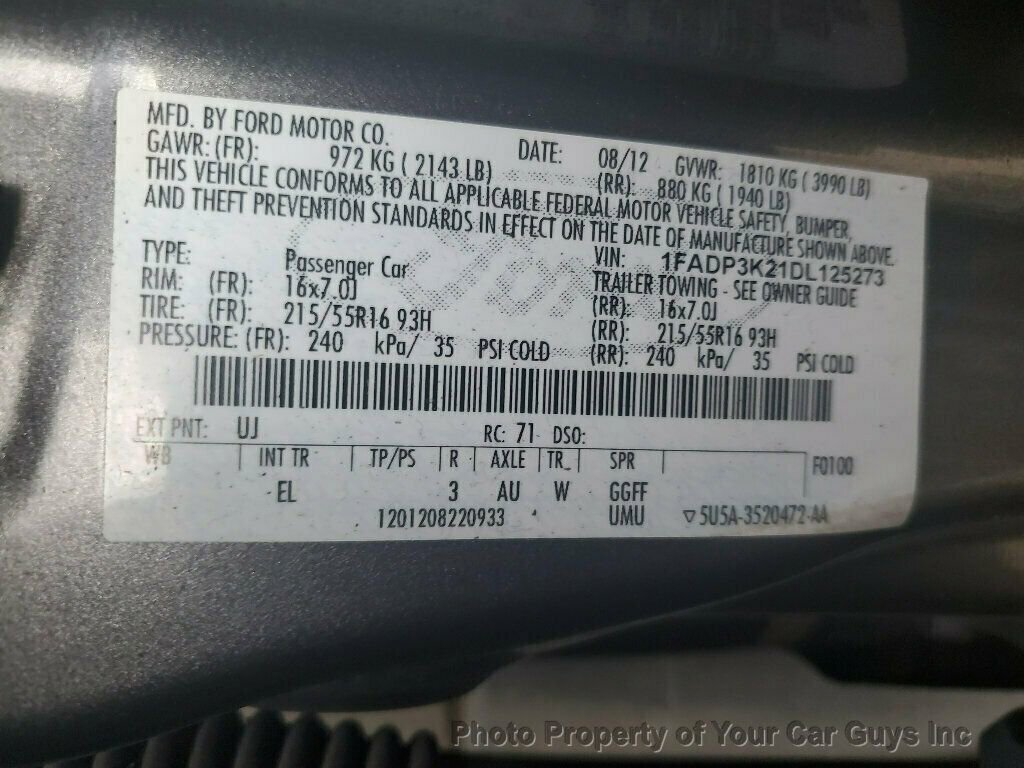 MFD. BY FORD MOTOR CO. DATE: 08/12 GVWR: 1810 KG ( 3990 LB)
GAWR: (FR): 972 KG ( 2143 LB) (RR): 880 KG ( 1940 LB)
THIS VEHICLE CONFORMS TO ALL APPLICABLE FEDERAL MOTOR VEHICLE SAFETY, BUMPER,
AND THEFT PREVENTION STANDARDS IN EFFECT ON THE DATE OF MANUFACTURE SHOWN ABOVE.
VIN: 1FADP3K21DL125273
TYPE: Passenger Car TRAILER TOWING - SEE OWNER GUIDE
RIM: (FR): 16x7.0J (RR): 16x7.0J
TIRE: (FR): 215/55R16 93H (RR): 215/55R16 93H
PRESSURE: (FR): 240 kPa/ 35 PSI COLD (RR): 240 kPa/ 35 PSI COLD
EXT PNT: UJ RC: 71 DSO:
WB INT TR TP/PS R AXLE TR SPR F0100
EL 3 AU W GGFF
1201208220933 UMU ▽5U5A-3520472-AA
Photo Property of Your Car Guys Inc